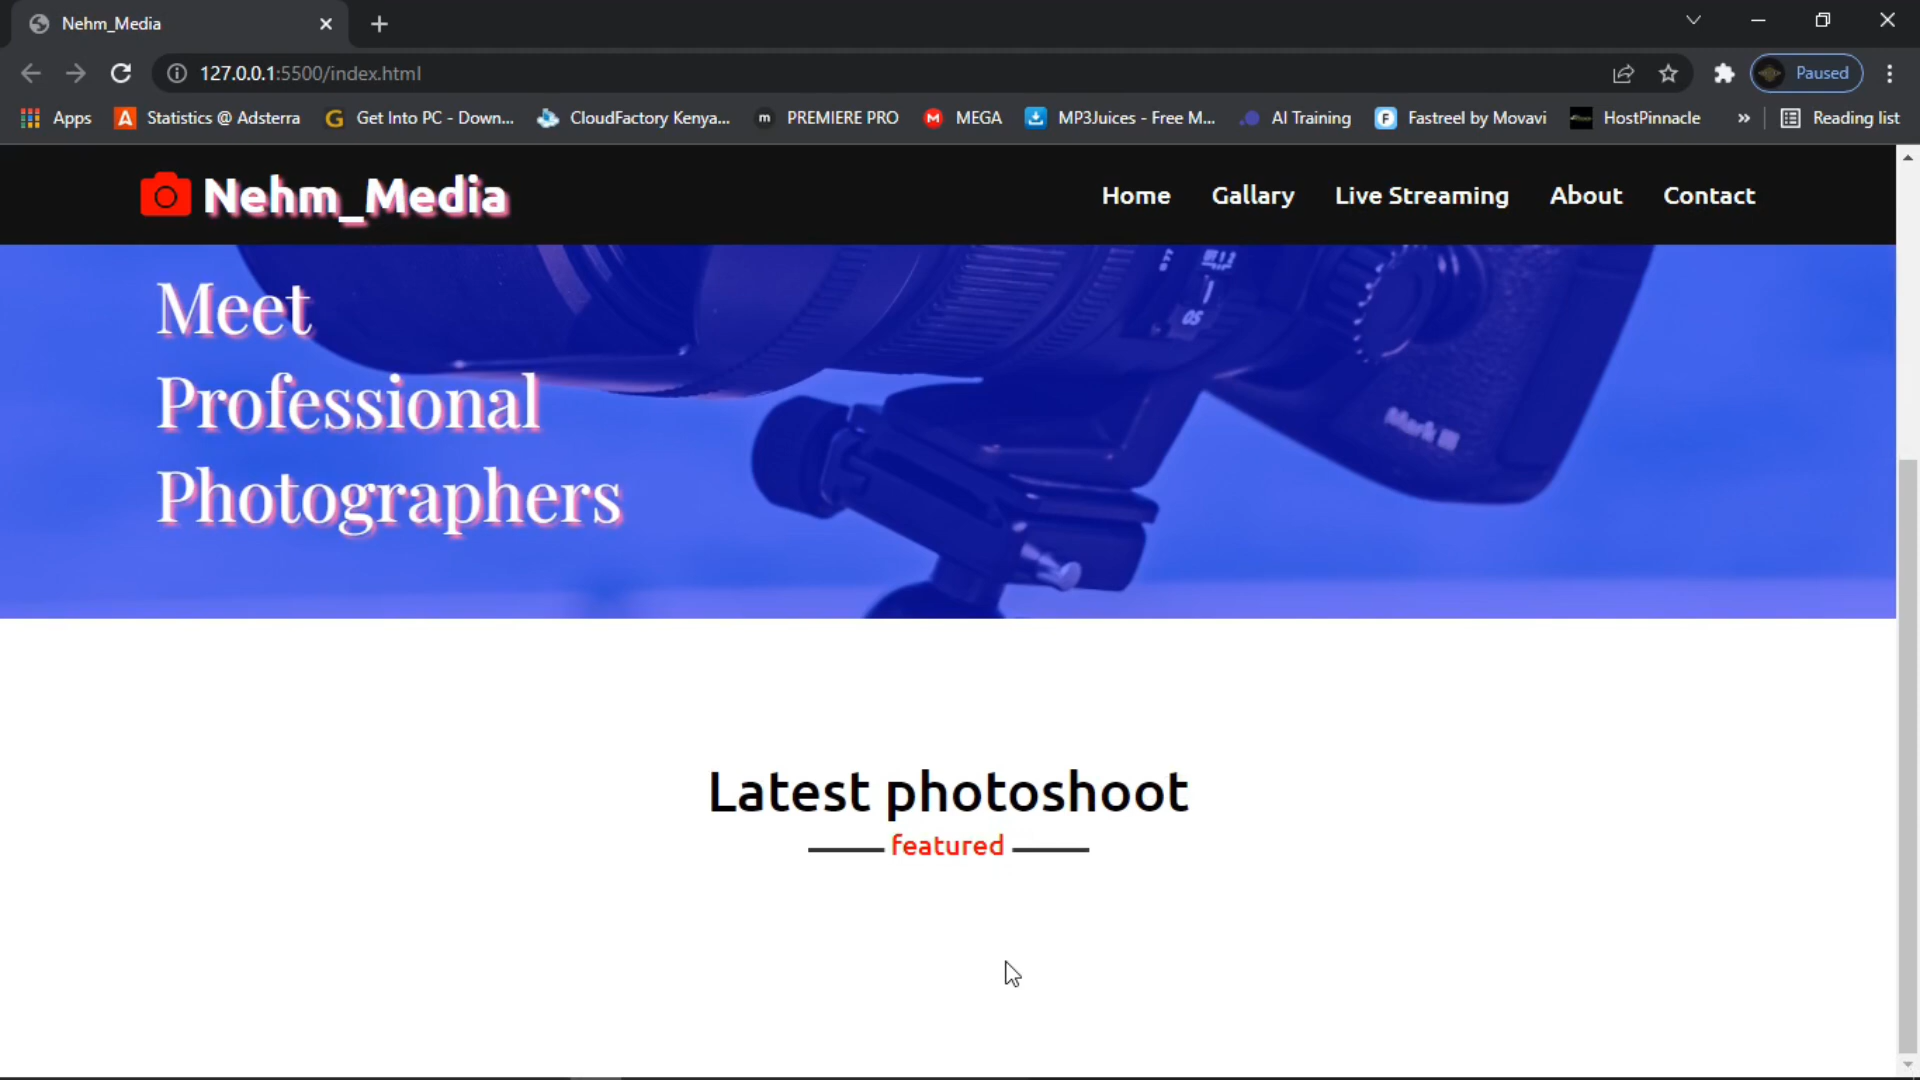 Nehm_Media
127.0.0.1:5500/index.html
Paused
Apps
Statistics @ Adsterra
Get Into PC - Down...
CloudFactory Kenya...
PREMIERE PRO
MEGA
MP3Juices - Free M...
AI Training
Fastreel by Movavi
HostPinnacle
»
Reading list
Nehm_Media
Home
Gallary
Live Streaming
About
Contact
Meet
Professional
Photographers
Mark III
Latest photoshoot
featured